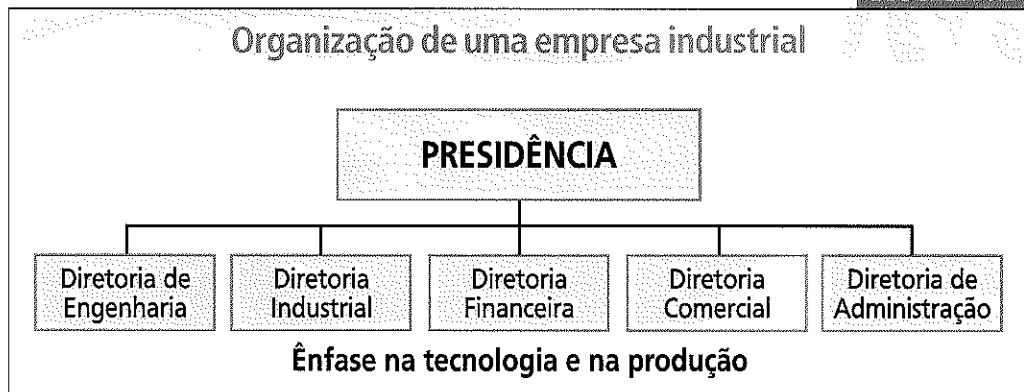 Organização de uma empresa industrial
PRESIDÊNCIA
Diretoria de
Engenharia
Diretoria
Industrial
Diretoria
Financeira
Diretoria
Comercial
Diretoria de
Administração
Ênfase na tecnologia e na produção